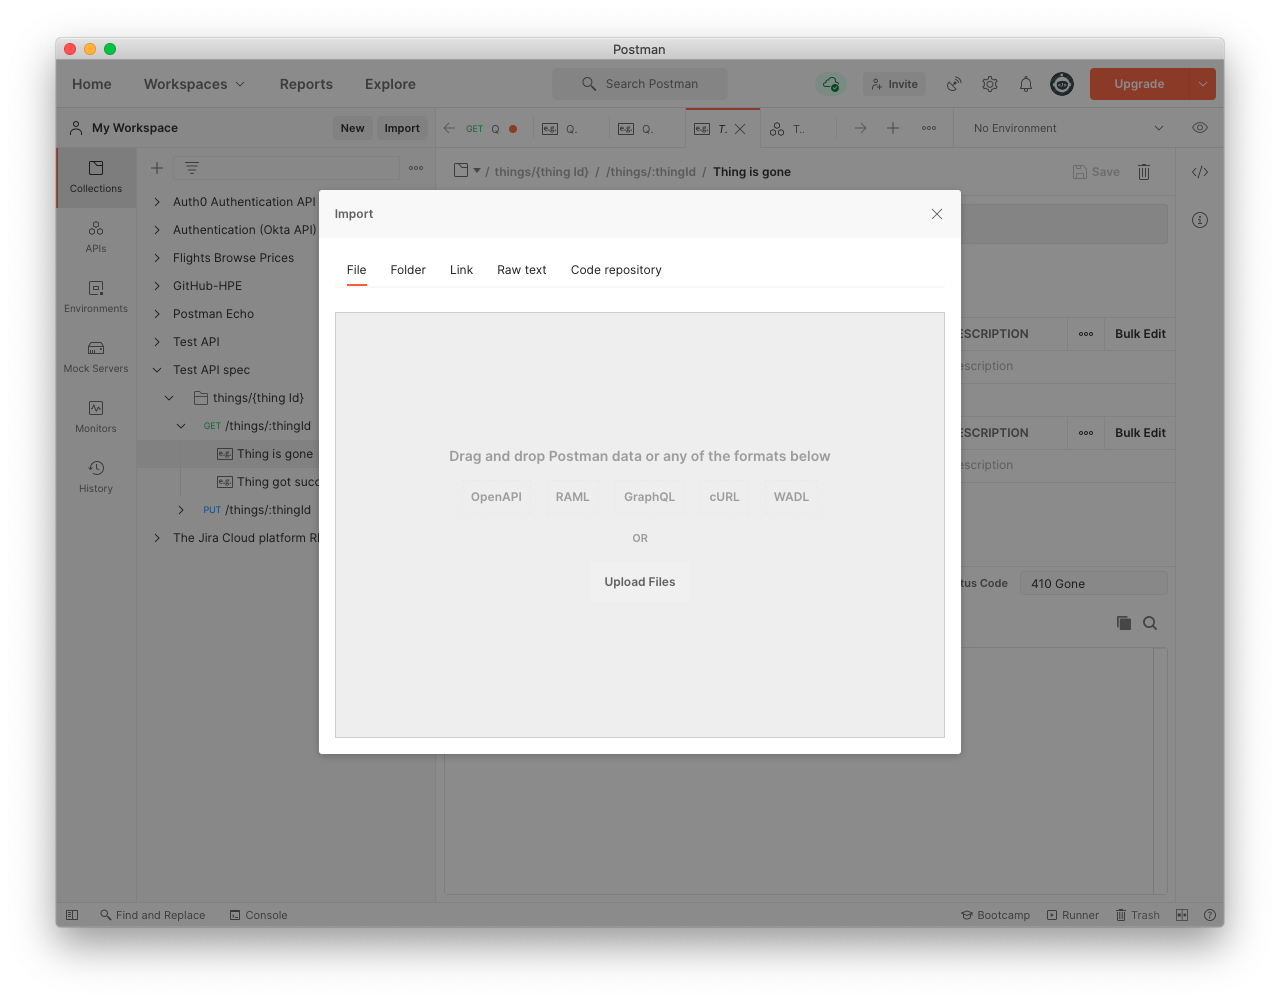 Postman
Home Workspaces Reports Explore Search Postman Invite Upgrade
My Workspace New Import GET Q e.g. Q. e.g. Q. e.g. T. T.. No Environment
Collections
APIs
Environments
Mock Servers
Monitors
History
Auth0 Authentication API
Authentication (Okta API)
Flights Browse Prices
GitHub-HPE
Postman Echo
Test API
Test API spec
things/{thing Id}
GET /things/:thingId
e.g. Thing is gone
e.g. Thing got succ
PUT /things/:thingId
The Jira Cloud platform
/ things/{thing Id} / /things/:thingId / Thing is gone Save
Import
File Folder Link Raw text Code repository
Drag and drop Postman data or any of the formats below
OpenAPI RAML GraphQL cURL WADL
OR
Upload Files
ESCRIPTION Bulk Edit
escription
ESCRIPTION Bulk Edit
escription
tus Code 410 Gone
Find and Replace Console Bootcamp Runner Trash